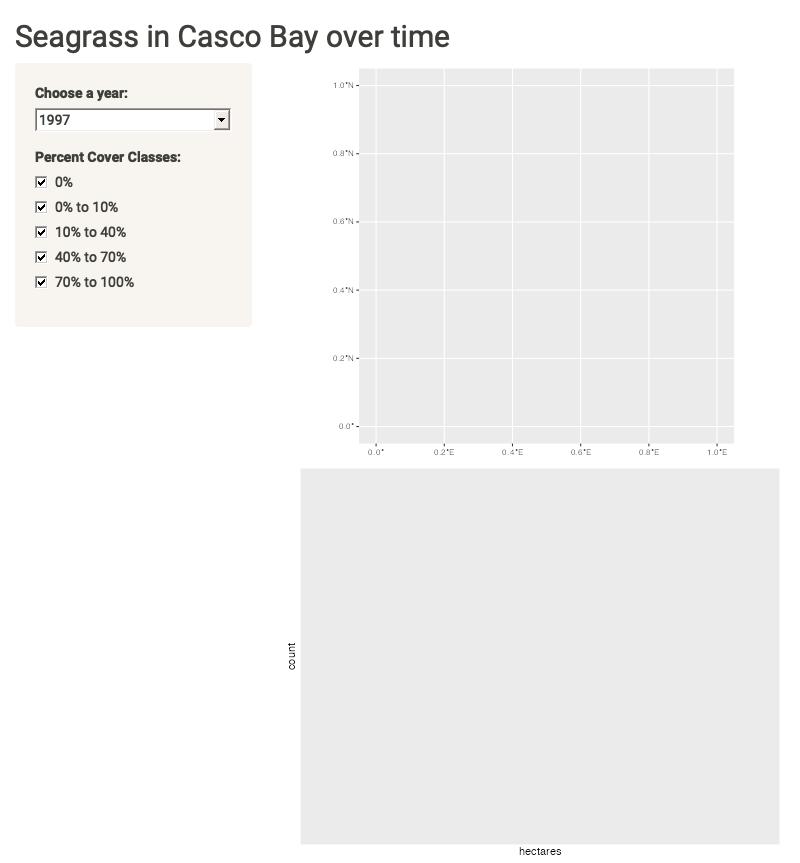 Seagrass in Casco Bay over time
Choose a year:
1997
Percent Cover Classes:
0%
0% to 10%
10% to 40%
40% to 70%
70% to 100%
1.0°N
0.8°N
0.6°N
0.4°N
0.2°N
0.0°
0.0°
0.2°E
0.4°E
0.6°E
0.8°E
1.0°E
count
hectares